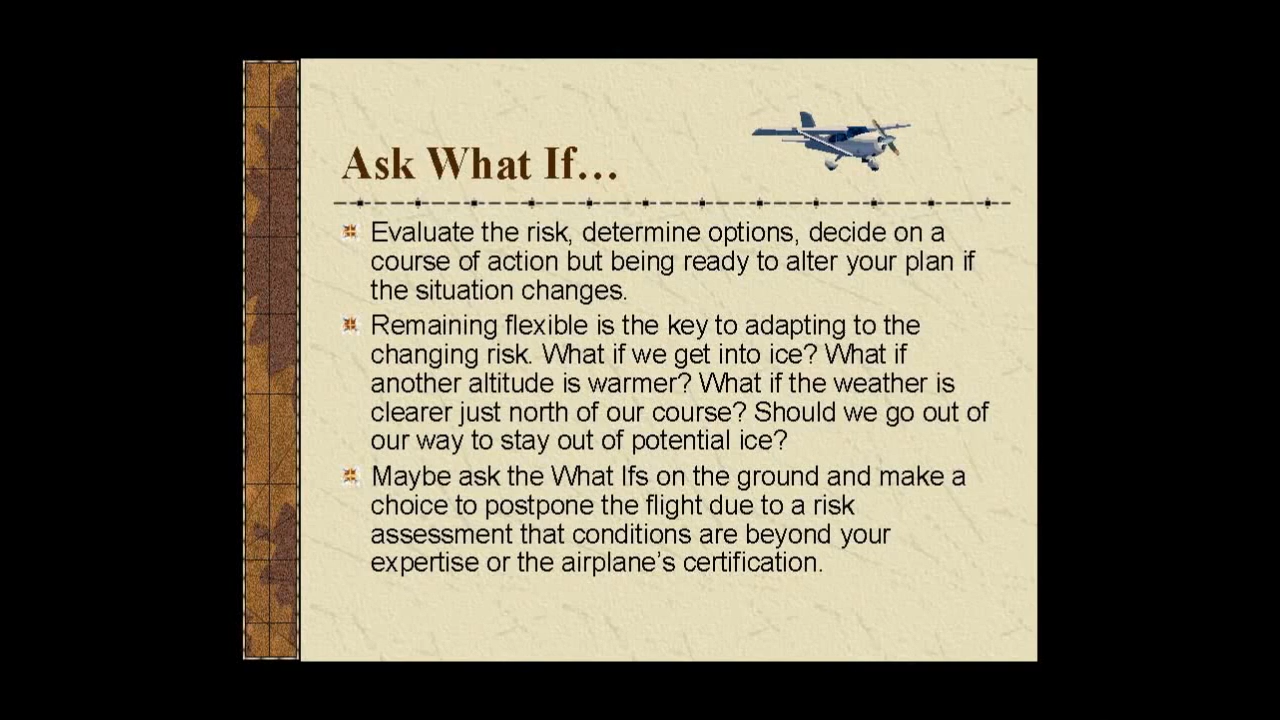 Ask What If…
Evaluate the risk, determine options, decide on a
course of action but being ready to alter your plan if
the situation changes.
Remaining flexible is the key to adapting to the
changing risk. What if we get into ice? What if
another altitude is warmer? What if the weather is
clearer just north of our course? Should we go out of
our way to stay out of potential ice?
Maybe ask the What Ifs on the ground and make a
choice to postpone the flight due to a risk
assessment that conditions are beyond your
expertise or the airplane’s certification.